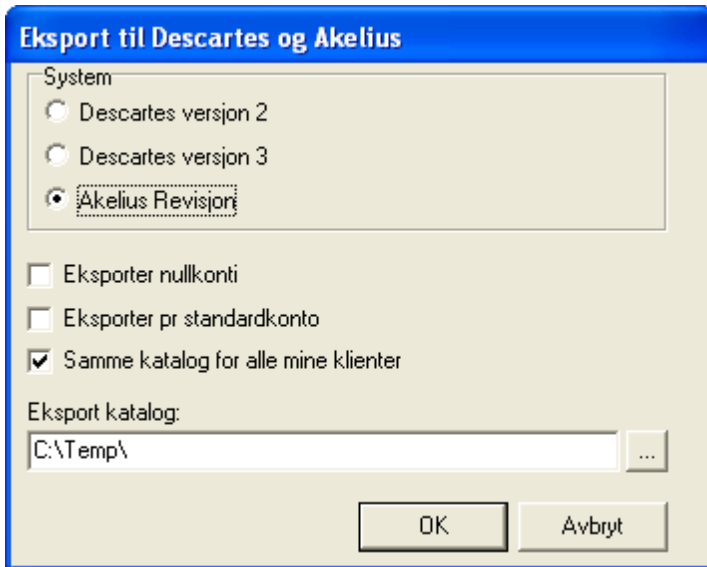 Eksport til Descartes og Akelius
System
Descartes versjon 2
Descartes versjon 3
Akelius Revisjon
Eksporter nullkonti
Eksporter pr standardkonto
Samme katalog for alle mine klienter
Eksport katalog:
C:\Temp\
...
OK Avbryt